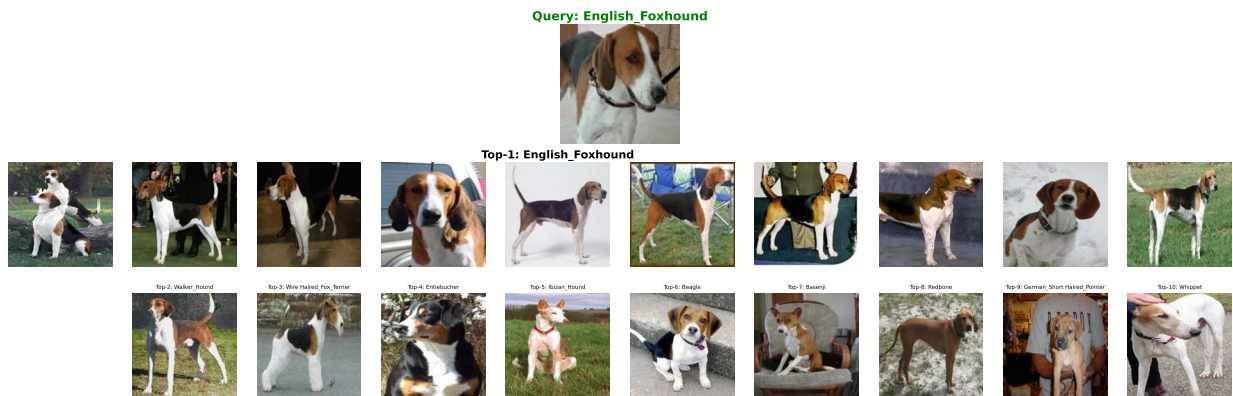 Query: English_Foxhound
Top-1: English_Foxhound
Top-2: Walker_Hound
Top-3: Wire Haired_Fox_Terrier
Top-4: Entlebucher
Top-5: Ibizan_Hound
Top-6: Beagle
Top-7: Basenji
Top-8: Redbone
Top-9: German_Short Haired_Pointer
Top-10: Whippet